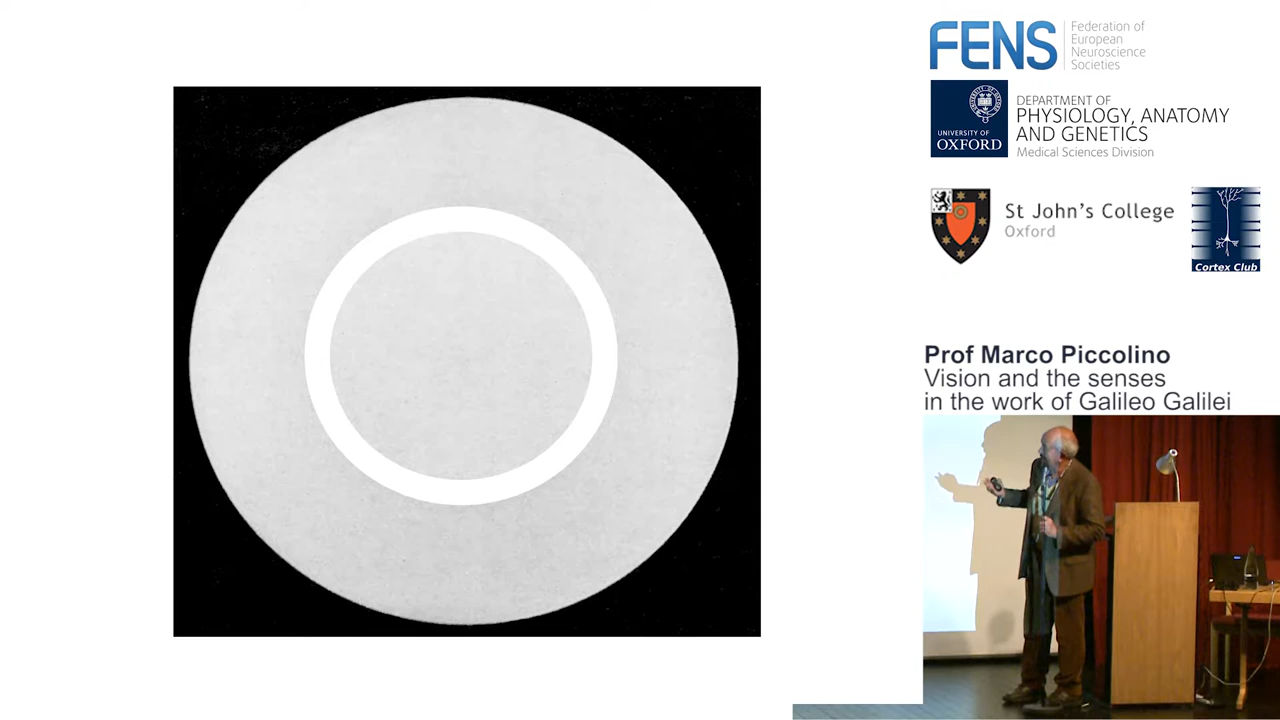 FENS
Federation of
European
Neuroscience
Societies
UNIVERSITY OF
OXFORD
DEPARTMENT OF
PHYSIOLOGY, ANATOMY
AND GENETICS
Medical Sciences Division
St John's College
Oxford
Cortex Club
Prof Marco Piccolino
Vision and the senses
in the work of Galileo Galilei